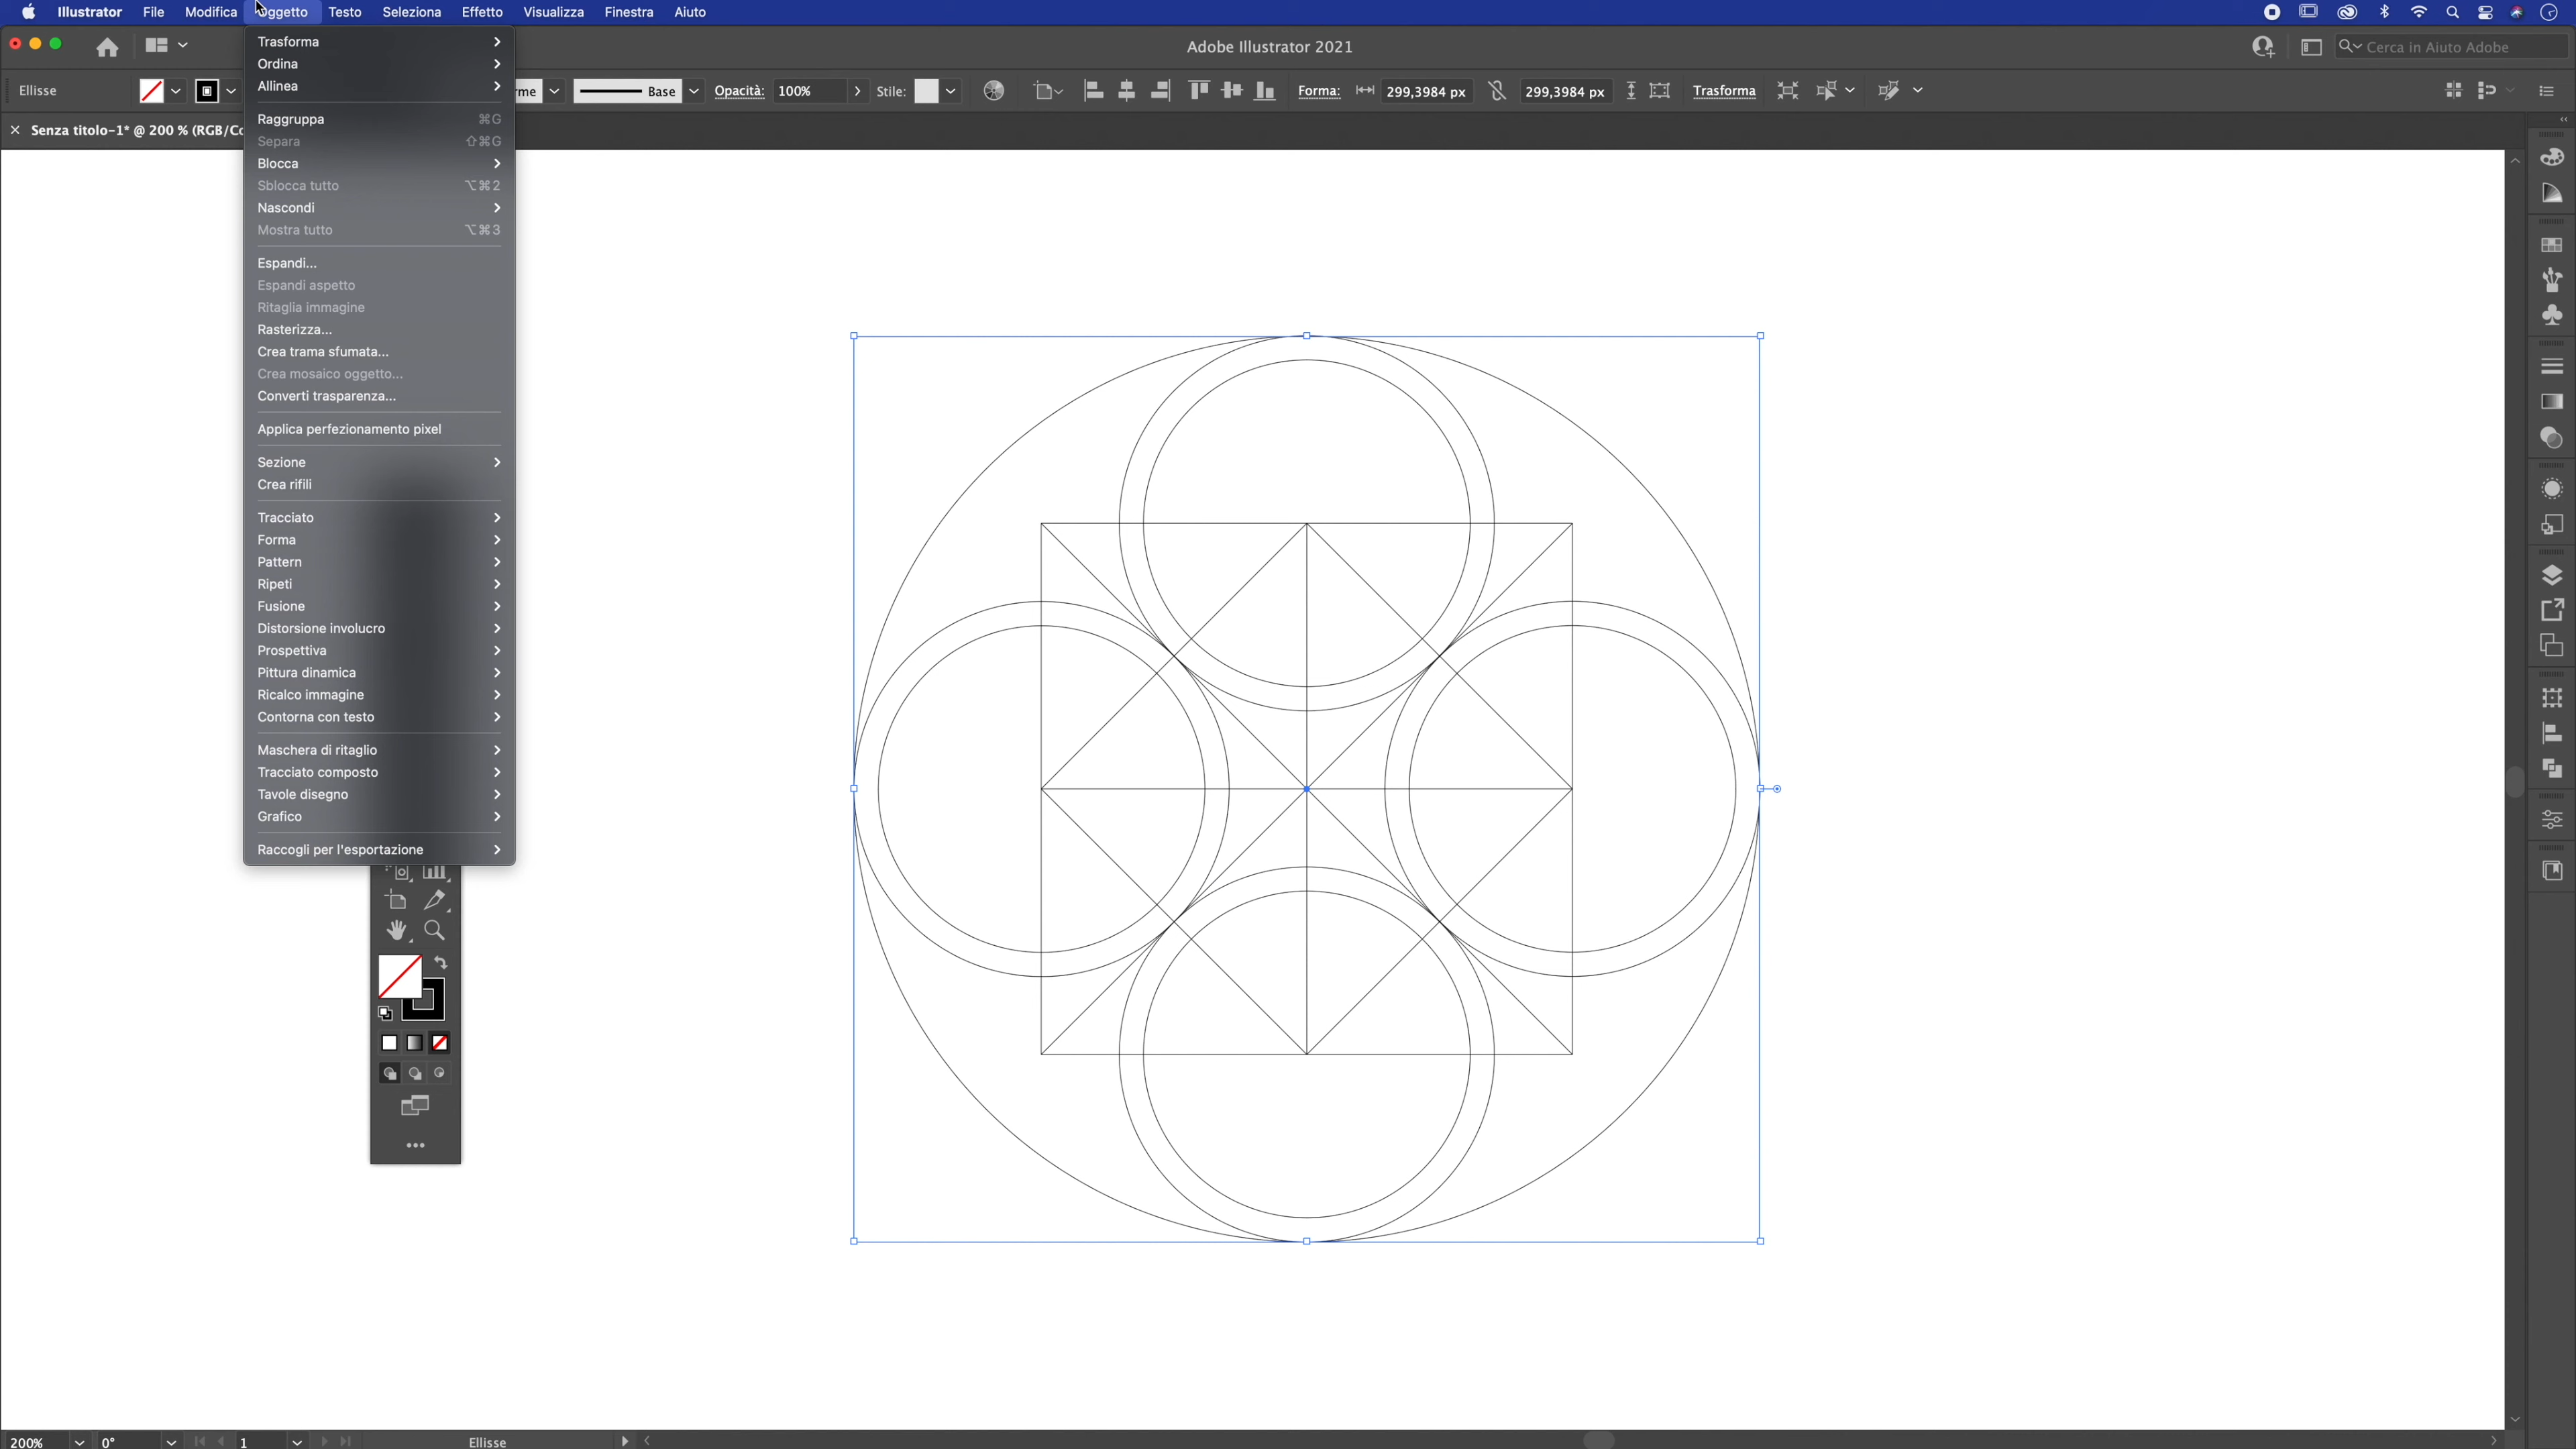 Illustrator File Modifica Oggetto Testo Seleziona Effetto Visualizza Finestra Aiuto
Adobe Illustrator 2021
Cerca in Aiuto Adobe
Ellisse
rme
Base
Opacità: 100%
Stile:
Forma: 299,3984 px 299,3984 px
Trasforma
× Senza titolo-1* @ 200 % (RGB/Co
Trasforma
Ordina
Allinea
Raggruppa ⌘G
Separa ⇧⌘G
Blocca
Sblocca tutto ⌥⌘2
Nascondi
Mostra tutto ⌥⌘3
Espandi...
Espandi aspetto
Ritaglia immagine
Rasterizza...
Crea trama sfumata...
Crea mosaico oggetto...
Converti trasparenza...
Applica perfezionamento pixel
Sezione
Crea rifili
Tracciato
Forma
Pattern
Ripeti
Fusione
Distorsione involucro
Prospettiva
Pittura dinamica
Ricalco immagine
Contorna con testo
Maschera di ritaglio
Tracciato composto
Tavole disegno
Grafico
Raccogli per l'esportazione
200% 0° 1 Ellisse